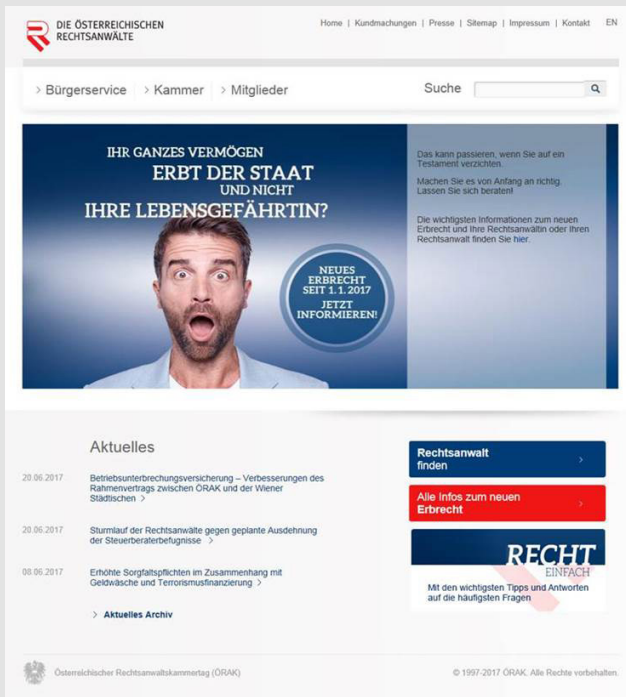 DIE ÖSTERREICHISCHEN
RECHTSANWÄLTE
Home | Kundmachungen | Presse | Sitemap | Impressum | Kontakt EN
> Bürgerservice > Kammer > Mitglieder
Suche
IHR GANZES VERMÖGEN
ERBT DER STAAT
UND NICHT
IHRE LEBENSGEFÄHRTIN?
NEUES
ERBRECHT
SEIT 1.1.2017
JETZT
INFORMIEREN!
Das kann passieren, wenn Sie auf ein
Testament verzichten.
Machen Sie es von Anfang an richtig.
Lassen Sie sich beraten!
Die wichtigsten Informationen zum neuen
Erbrecht und Ihre Rechtsanwältin oder Ihren
Rechtsanwalt finden Sie hier.
Aktuelles
20.06.2017
Betriebsunterbrechungsversicherung – Verbesserungen des
Rahmenvertrags zwischen ÖRAK und der Wiener
Städtischen >
20.06.2017
Sturmlauf der Rechtsanwälte gegen geplante Ausdehnung
der Steuerberaterbefugnisse >
08.06.2017
Erhöhte Sorgfaltspflichten im Zusammenhang mit
Geldwäsche und Terrorismusfinanzierung >
> Aktuelles Archiv
Rechtsanwalt
finden >
Alle Infos zum neuen
Erbrecht >
RECHT
EINFACH
Mit den wichtigsten Tipps und Antworten
auf die häufigsten Fragen
Österreichischer Rechtsanwaltskammertag (ÖRAK)
© 1997-2017 ÖRAK. Alle Rechte vorbehalten.